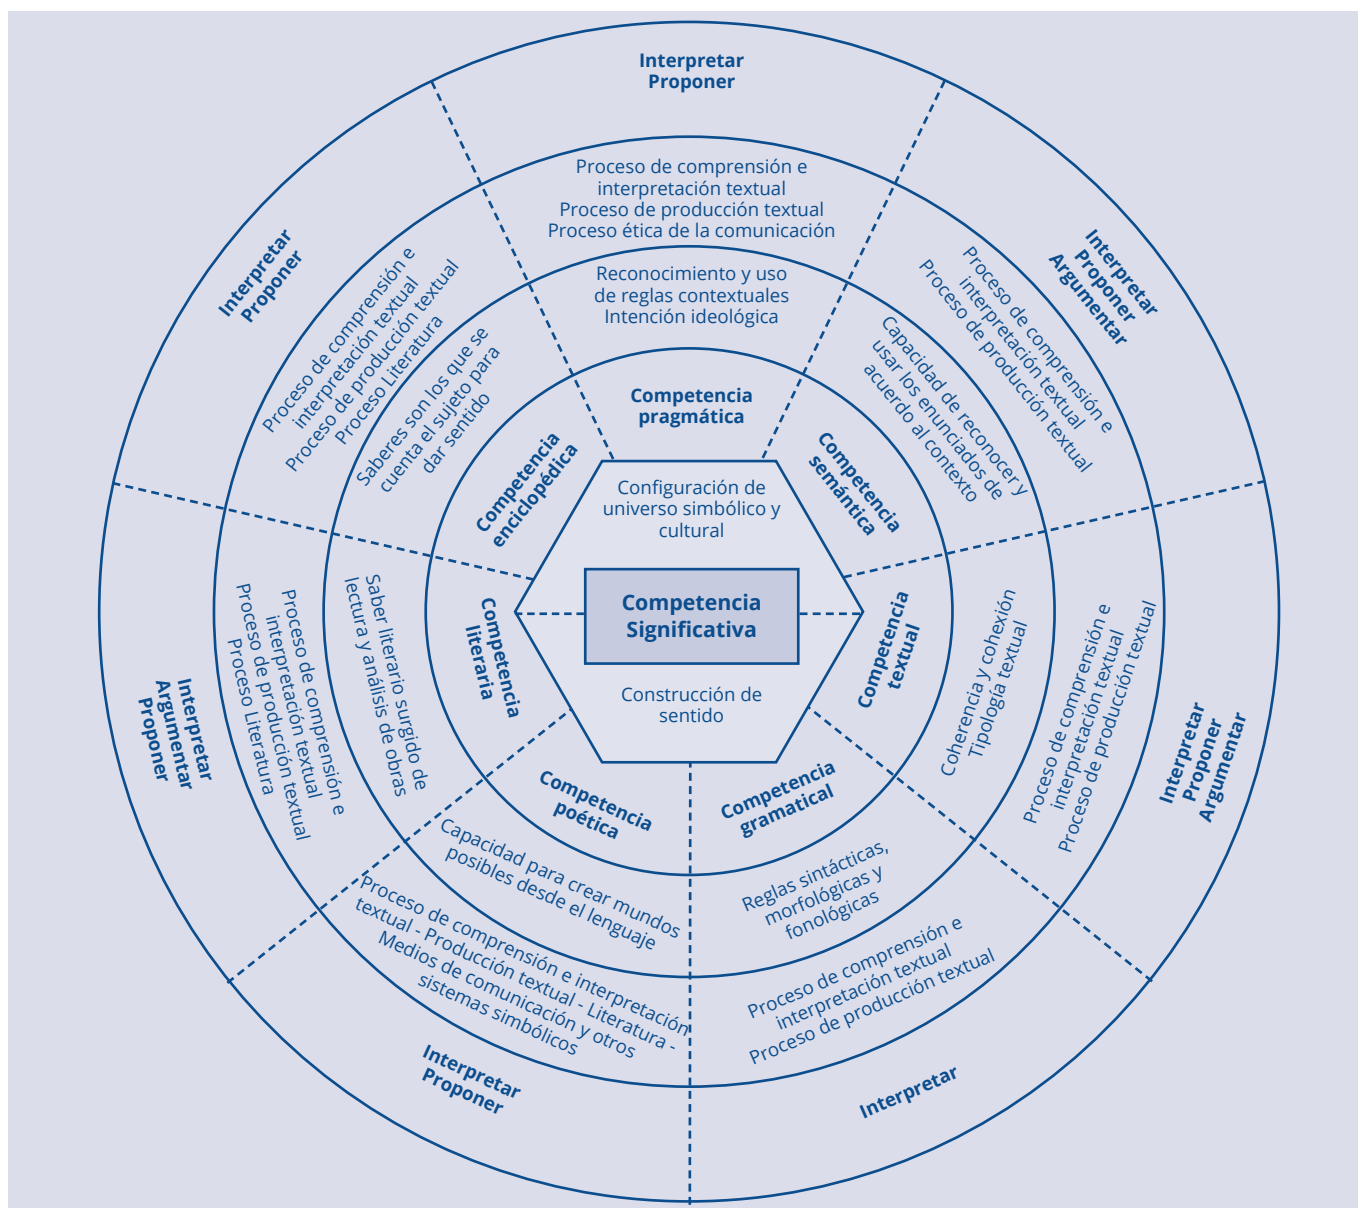 Interpretar
Proponer
Proceso de comprensión e
interpretación textual
Proceso de producción textual
Proceso ética de la comunicación
Reconocimiento y uso
de reglas contextuales
Intención ideológica
Competencia
pragmática
Interpretar
Proponer
Argumentar
Proceso de comprensión e
interpretación textual
Proceso de producción textual
Capacidad de reconocer y
usar los enunciados de
acuerdo al contexto
Competencia
semántica
Interpretar
Proponer
Argumentar
Proceso de comprensión e
interpretación textual
Proceso de producción textual
Coherencia y cohexión
Tipología textual
Competencia
textual
Interpretar
Proceso de comprensión e
interpretación textual
Proceso de producción textual
Reglas sintácticas,
morfológicas y
fonológicas
Competencia
gramatical
Interpretar
Proponer
Proceso de comprensión e interpretación
textual - Producción textual - Literatura -
Medios de comunicación y otros
sistemas simbólicos
Capacidad para crear mundos
posibles desde el lenguaje
Competencia
poética
Interpretar
Argumentar
Proponer
Proceso de comprensión e
interpretación textual
Proceso de producción textual
Proceso Literatura
Saber literario surgido de
lectura y análisis de obras
Competencia
literaria
Interpretar
Proponer
Proceso de comprensión e
interpretación textual
Proceso de producción textual
Proceso Literatura
Saberes son los que se
cuenta el sujeto para
dar sentido
Competencia
enciclopédica
Configuración de
universo simbólico y
cultural
Competencia
Significativa
Construcción de
sentido